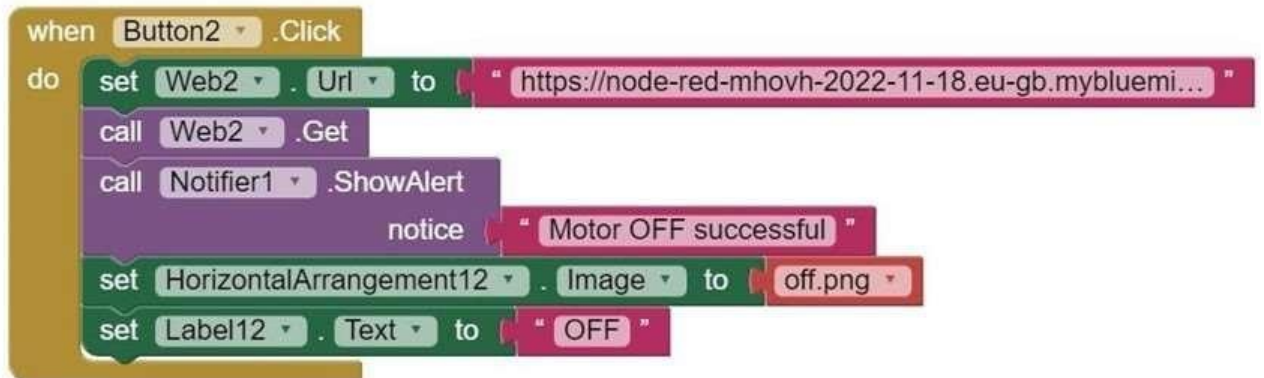 when Button2 .Click
do set Web2 . Url to " https://node-red-mhovh-2022-11-18.eu-gb.mybluemi... "
call Web2 .Get
call Notifier1 .ShowAlert
notice " Motor OFF successful "
set HorizontalArrangement12 . Image to off.png
set Label12 . Text to " OFF "